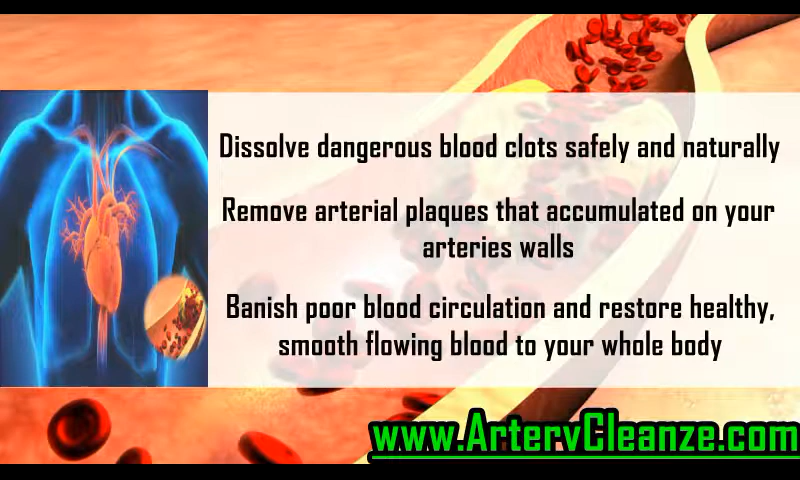 Dissolve dangerous blood clots safely and naturally
Remove arterial plaques that accumulated on your
arteries walls
Banish poor blood circulation and restore healthy,
smooth flowing blood to your whole body
www.ArtervCleanze.com